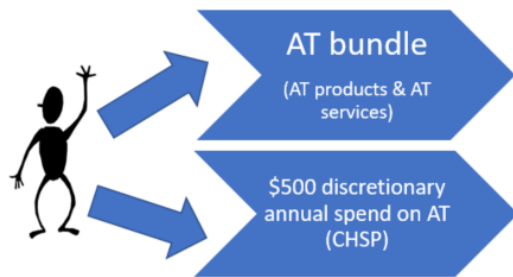 AT bundle
(AT products & AT
services)
$500 discretionary
annual spend on AT
(CHSP)